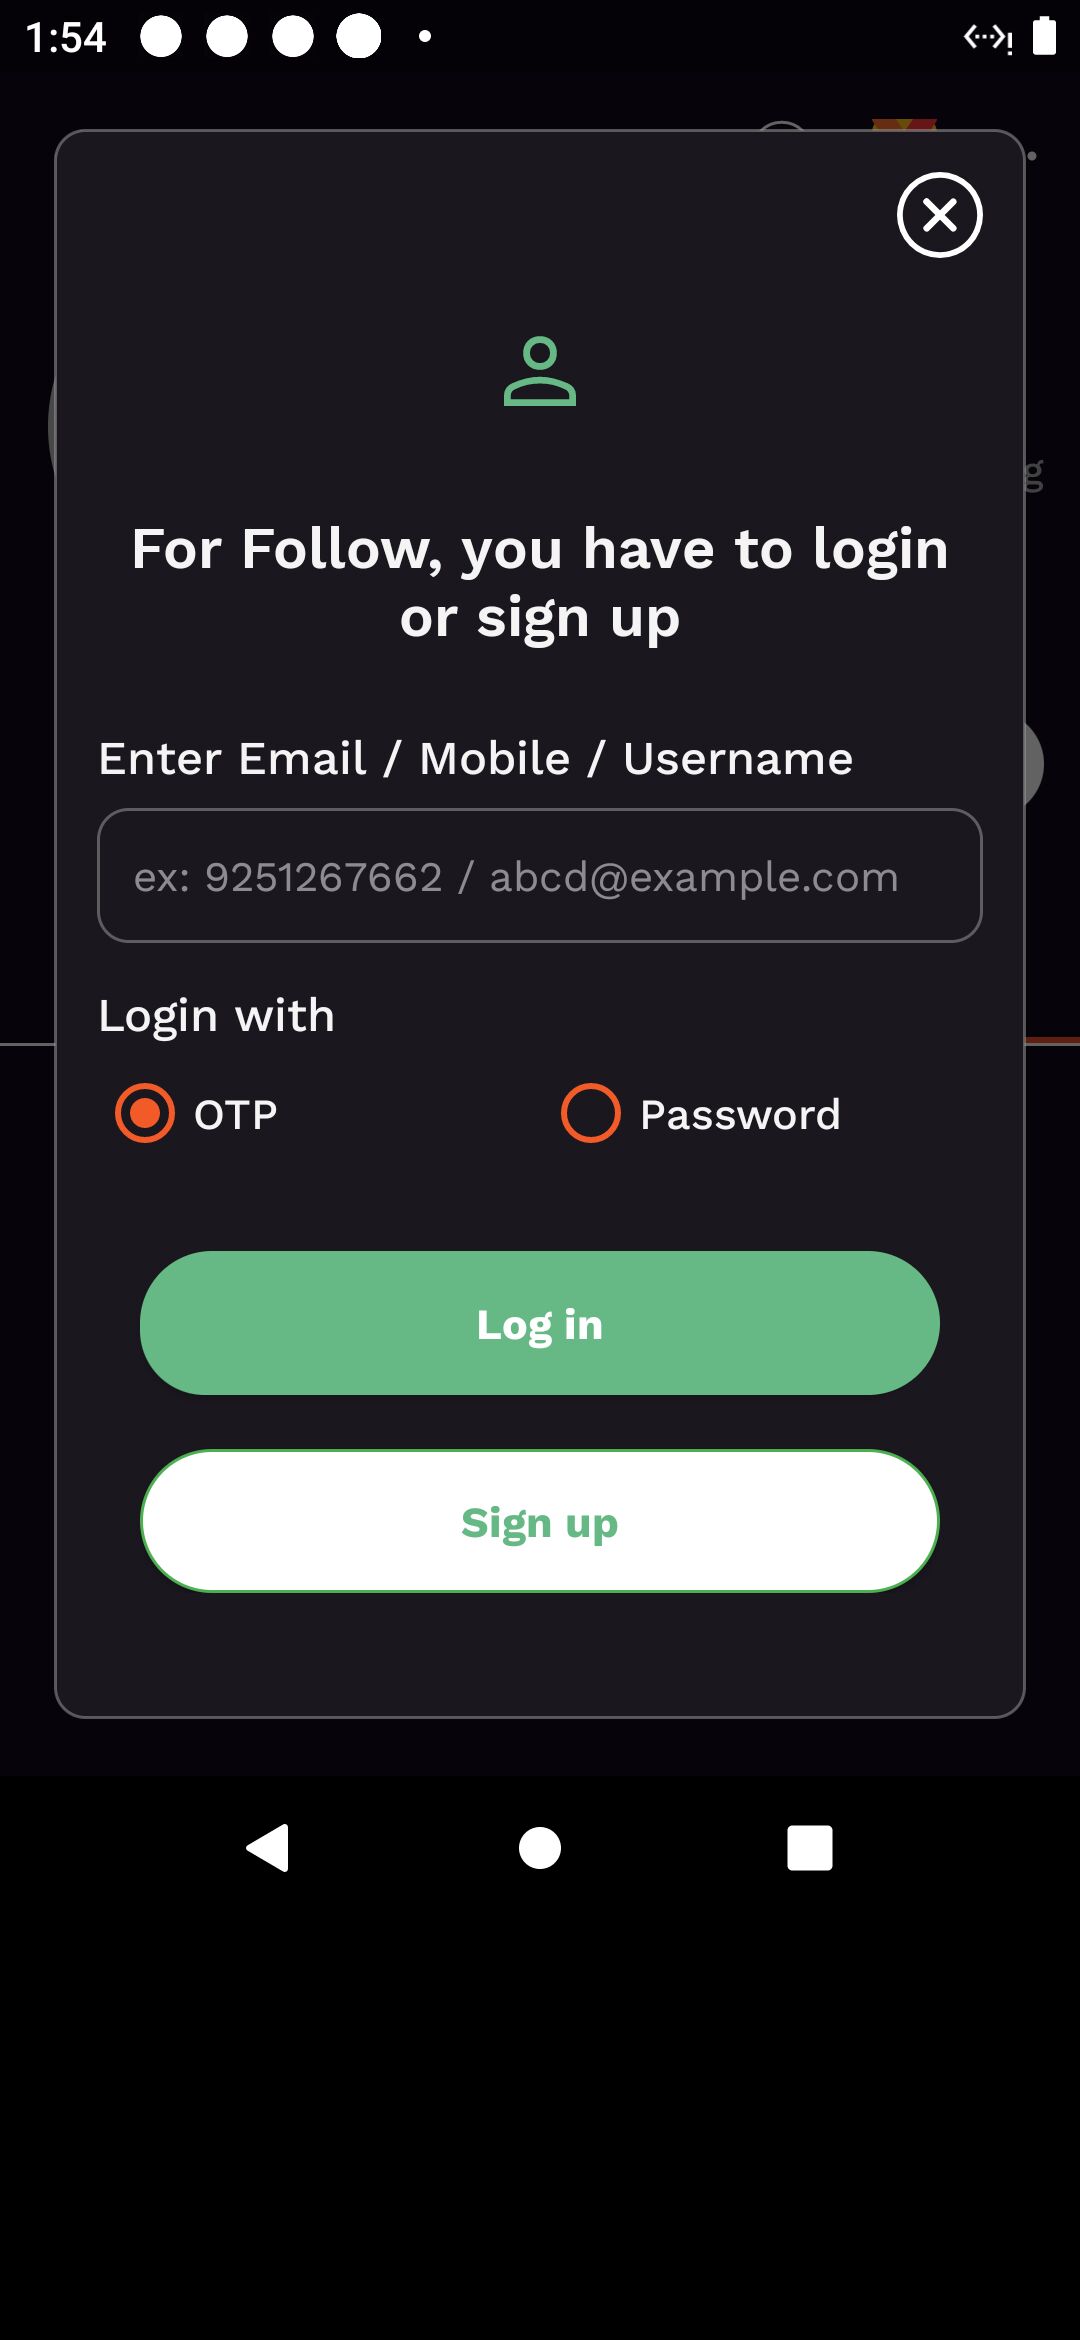 1:54
g
For Follow, you have to login
or sign up
Enter Email / Mobile / Username
ex: 9251267662 / abcd@example.com
Login with
OTP
Password
Log in
Sign up